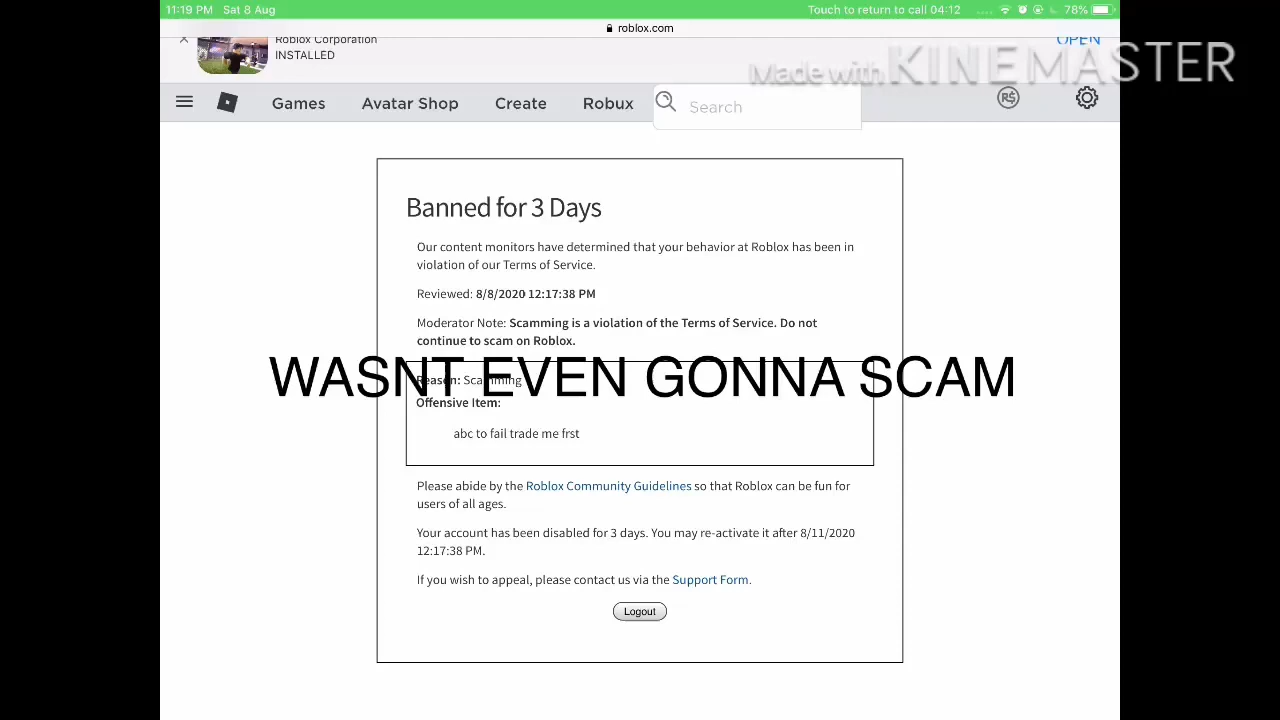 11:19 PM Sat 8 Aug Touch to return to call 04:12 78%
roblox.com
Roblox Corporation
INSTALLED
OPEN
Made with KINEMASTER
Games Avatar Shop Create Robux Search R$
Banned for 3 Days
Our content monitors have determined that your behavior at Roblox has been in
violation of our Terms of Service.
Reviewed: 8/8/2020 12:17:38 PM
Moderator Note: Scamming is a violation of the Terms of Service. Do not
continue to scam on Roblox.
WASNT EVEN GONNA SCAM
Reason: Scamming
Offensive Item:
abc to fail trade me frst
Please abide by the Roblox Community Guidelines so that Roblox can be fun for
users of all ages.
Your account has been disabled for 3 days. You may re-activate it after 8/11/2020
12:17:38 PM.
If you wish to appeal, please contact us via the Support Form.
Logout